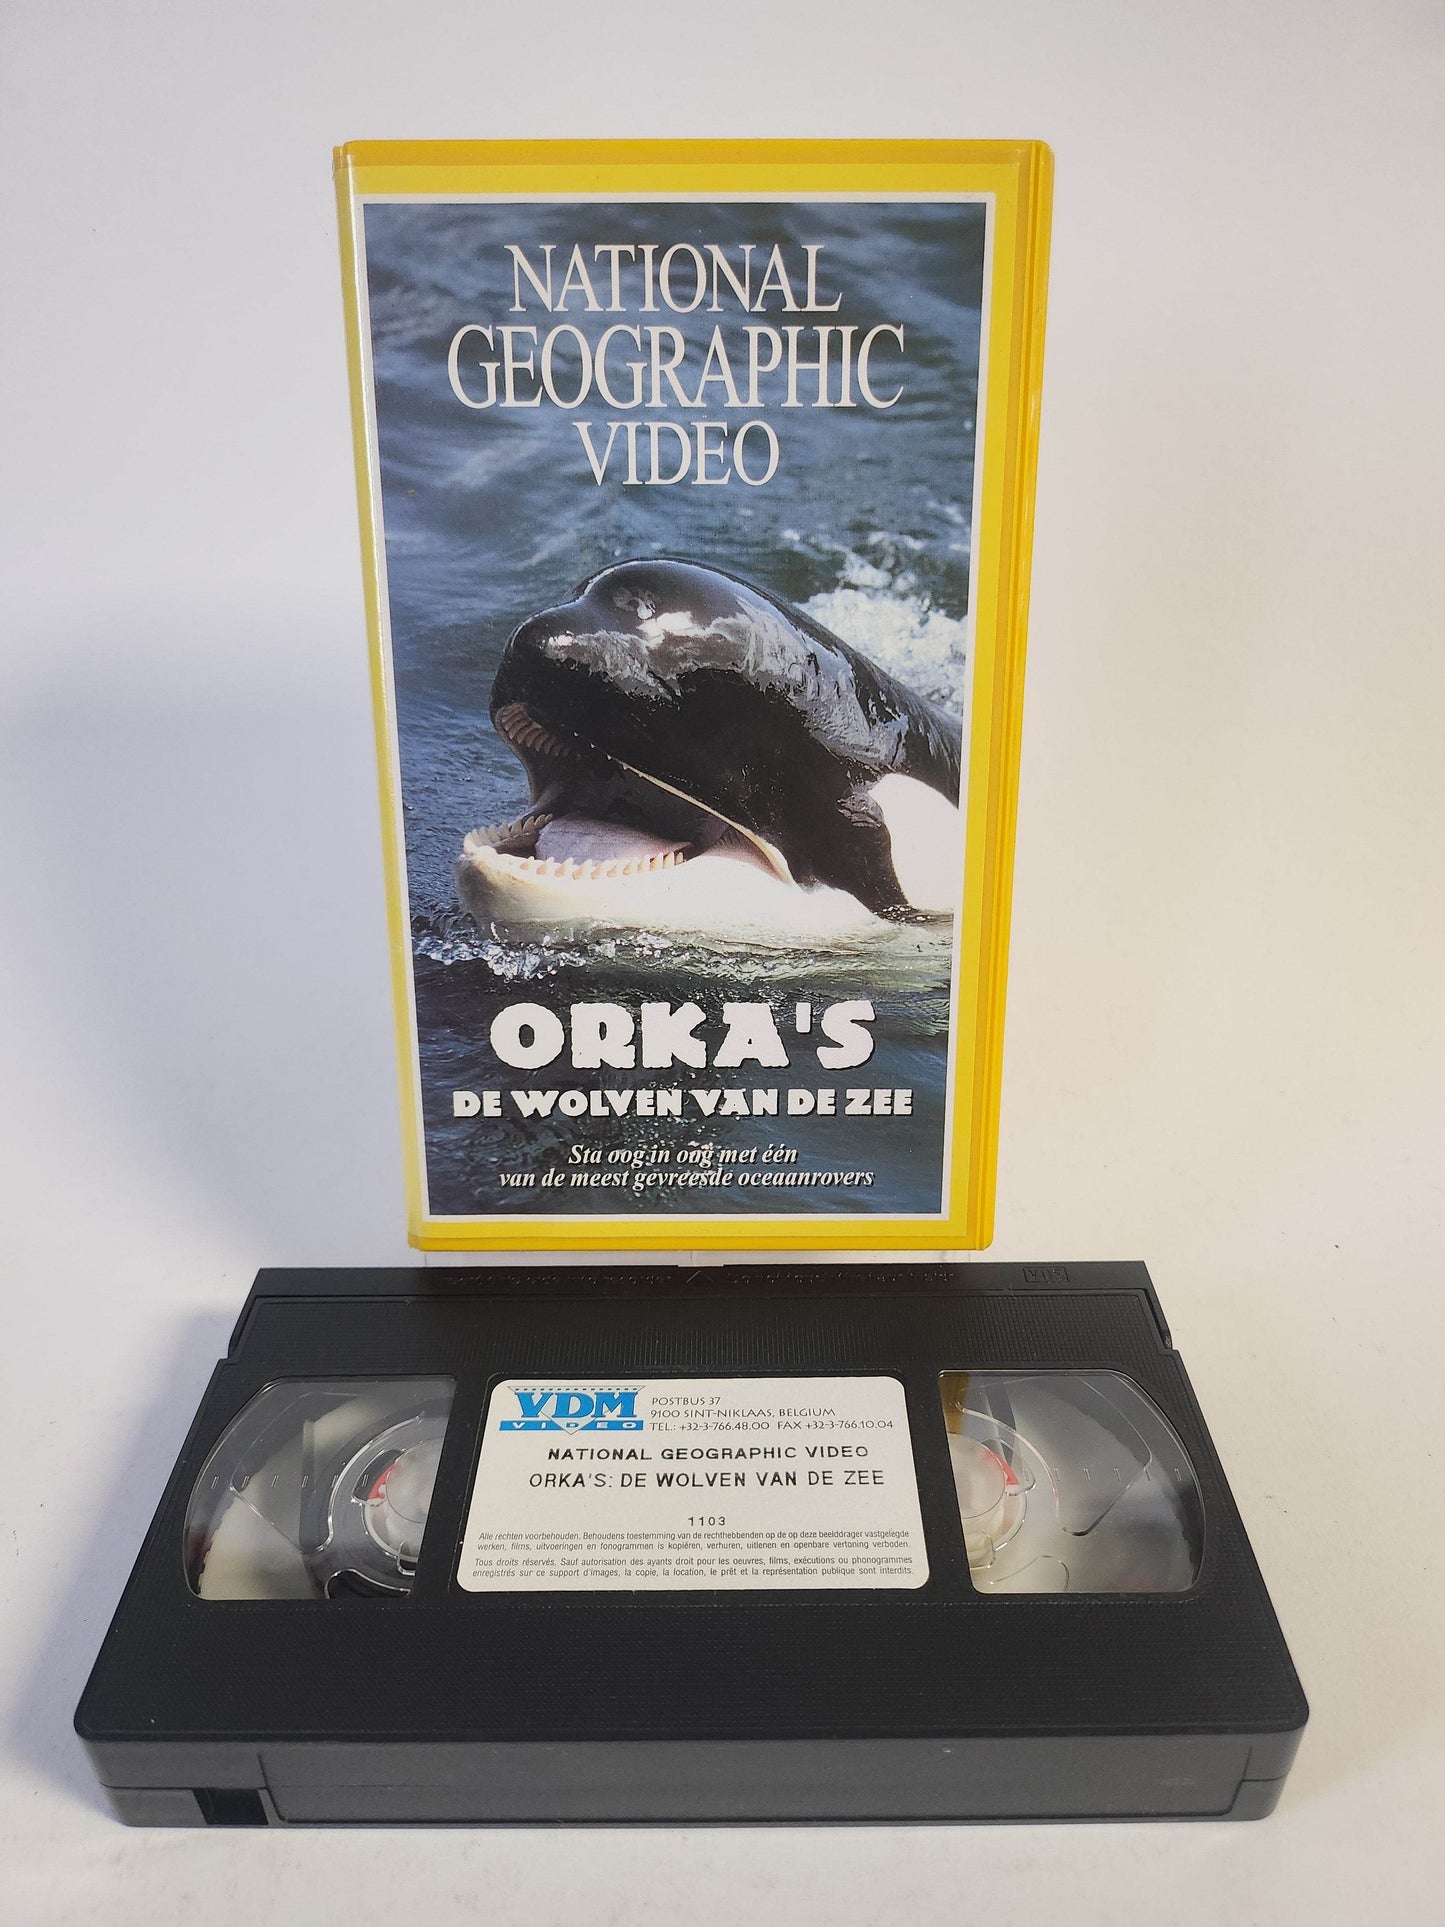 NATIONAL
GEOGRAPHIC
VIDEO
ORKA'S
DE WOLVEN VAN DE ZEE
Sta oog in oog met één
van de meest gevreesde oceaanrovers
VHS
VDM
VIDEO
POSTBUS 37
9100 SINT-NIKLAAS, BELGIUM
TEL.: +32-3-766.48.00 FAX +32-3-766.10.04
NATIONAL GEOGRAPHIC VIDEO
ORKA'S: DE WOLVEN VAN DE ZEE
1103
Alle rechten voorbehouden. Behoudens toestemming van de rechthebbenden op de op deze beelddrager vastgelegde
werken, films, uitvoeringen en fonogrammen is kopiëren, verhuren, uitlenen en openbare vertoning verboden.
Tous droits réservés. Sauf autorisation des ayants droit pour les oeuvres, films, exécutions ou phonogrammes
enregistrés sur ce support d'images, la copie, la location, le prêt et la représentation publique sont interdits.